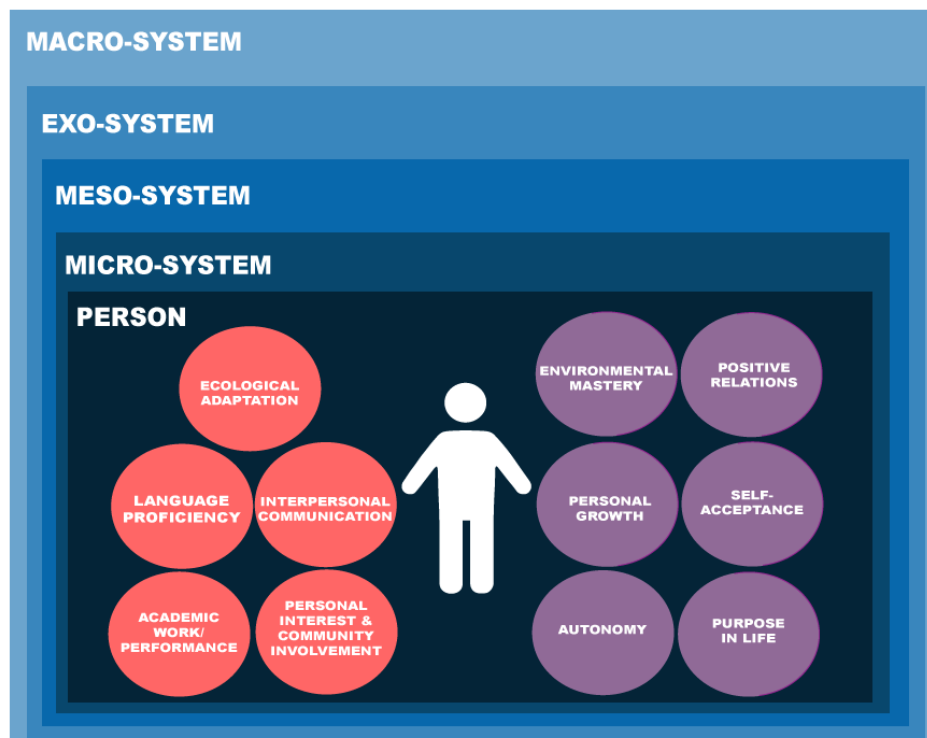 MACRO-SYSTEM
EXO-SYSTEM
MESO-SYSTEM
MICRO-SYSTEM
PERSON
ECOLOGICAL
ADAPTATION
LANGUAGE
PROFICIENCY
INTERPERSONAL
COMMUNICATION
ACADEMIC
WORK/
PERFORMANCE
PERSONAL
INTEREST &
COMMUNITY
INVOLVEMENT
ENVIRONMENTAL
MASTERY
POSITIVE
RELATIONS
PERSONAL
GROWTH
SELF-
ACCEPTANCE
AUTONOMY
PURPOSE
IN LIFE